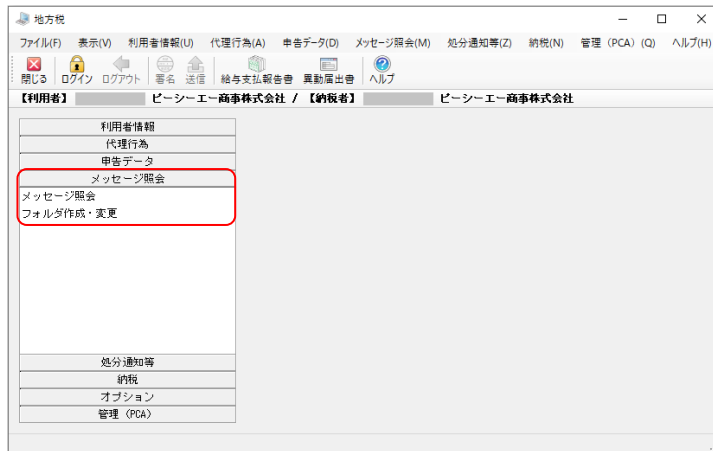 地方税
ファイル(F) 表示(V) 利用者情報(U) 代理行為(A) 申告データ(D) メッセージ照会(M) 処分通知等(Z) 納税(N) 管理（PCA）(Q) ヘルプ(H)
閉じる ログイン ログアウト 署名 送信 給与支払報告書 異動届出書 ヘルプ
【利用者】 ピーシーエー商事株式会社 / 【納税者】 ピーシーエー商事株式会社
利用者情報
代理行為
申告データ
メッセージ照会
メッセージ照会
フォルダ作成・変更
処分通知等
納税
オプション
管理（PCA）